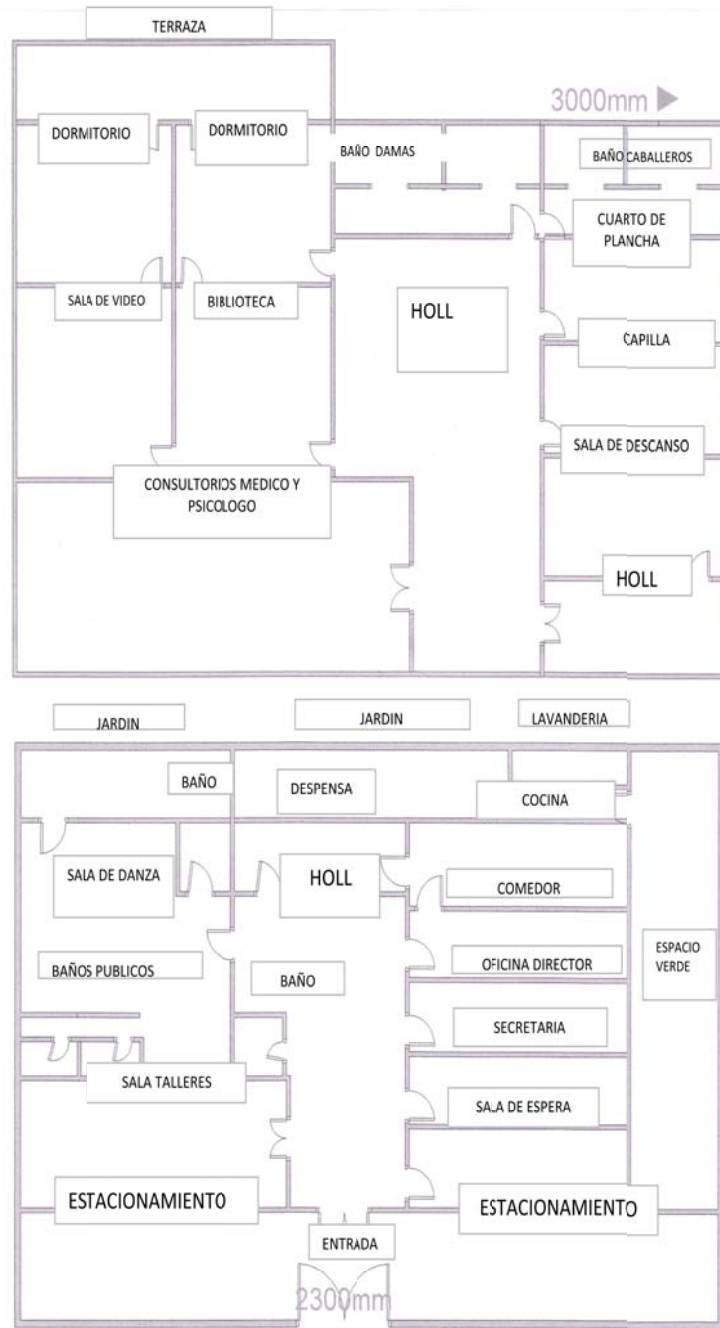 TERRAZA
3000mm
DORMITORIO
DORMITORIO
BAÑO DAMAS
BAÑO CABALLEROS
CUARTO DE
PLANCHA
SALA DE VIDEO
BIBLIOTECA
HOLL
CAPILLA
SALA DE DESCANSO
CONSULTORIOS MEDICO Y
PSICOLOGO
HOLL
JARDIN
JARDIN
LAVANDERIA
BAÑO
DESPENSA
COCINA
SALA DE DANZA
HOLL
COMEDOR
BAÑOS PUBLICOS
BAÑO
OFICINA DIRECTOR
ESPACIO
VERDE
SECRETARIA
SALA TALLERES
SALA DE ESPERA
ESTACIONAMIENTO
ESTACIONAMIENTO
ENTRADA
2300mm